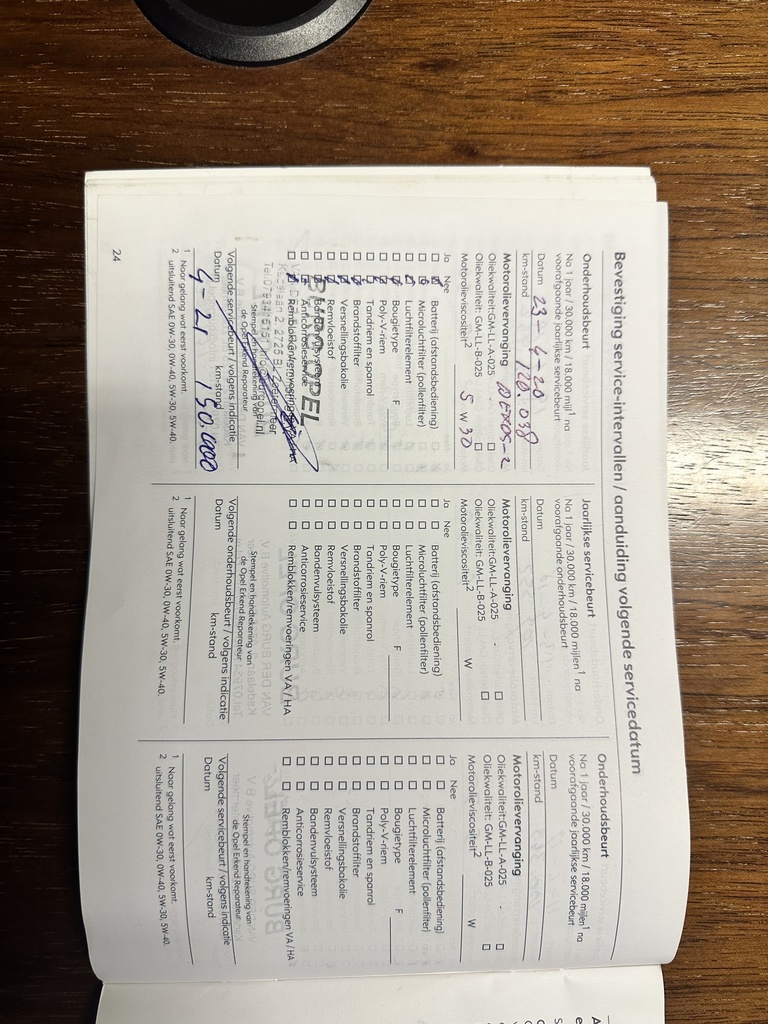 Bevestiging service-intervallen / aanduiding volgende servicedatum
Onderhoudsbeurt
Na 1 jaar / 30.000 km / 18.000 mijl1 na
voorafgaande jaarlijkse servicebeurt
Datum 23-4-20
km-stand 120.038
Motorolievervanging DEXOS-2
Oliekwaliteit:GM-LL-A-025 - □
Oliekwaliteit: GM-LL-B-025 □
Motorolieviscositeit2 5 W 30
Ja Nee
Batterij (afstandsbediening)
Microluchtfilter (pollenfilter)
Luchtfilterelement
Bougietype F
Poly-V-riem
Tandriem en spanrol
Brandstoffilter
Versnellingsbakolie
Remvloeistof
Bandenvulsysteem
Anticorrosieservice
Remblokken/remvoeringen
OPEL
Stempel en handtekening van
de Opel Erkend Reparateur
Volgende servicebeurt / volgens indicatie
Datum km-stand
4-21 150.000
1 Naar gelang wat eerst voorkomt.
2 uitsluitend SAE 0W-30, 0W-40, 5W-30, 5W-40.
24
Jaarlijkse servicebeurt
Na 1 jaar / 30.000 km / 18.000 mijlen1 na
voorafgaande onderhoudsbeurt
Datum
km-stand
Motorolievervanging
Oliekwaliteit:GM-LL-A-025 - □
Oliekwaliteit: GM-LL-B-025 □
Motorolieviscositeit2 W
Ja Nee
□ □ Batterij (afstandsbediening)
□ □ Microluchtfilter (pollenfilter)
□ □ Luchtfilterelement
□ □ Bougietype F
□ □ Poly-V-riem
□ □ Tandriem en spanrol
□ □ Brandstoffilter
□ □ Versnellingsbakolie
□ □ Remvloeistof
□ □ Bandenvulsysteem
□ □ Anticorrosieservice
□ □ Remblokken/remvoeringen VA / HA
Stempel en handtekening van
de Opel Erkend Reparateur
Volgende onderhoudsbeurt / volgens indicatie
Datum km-stand
1 Naar gelang wat eerst voorkomt.
2 uitsluitend SAE 0W-30, 0W-40, 5W-30, 5W-40.
Onderhoudsbeurt
Na 1 jaar / 30.000 km / 18.000 mijlen1 na
voorafgaande jaarlijkse servicebeurt
Datum
km-stand
Motorolievervanging
Oliekwaliteit:GM-LL-A-025 - □
Oliekwaliteit: GM-LL-B-025 □
Motorolieviscositeit2 W
Ja Nee
□ □ Batterij (afstandsbediening)
□ □ Microluchtfilter (pollenfilter)
□ □ Luchtfilterelement
□ □ Bougietype F
□ □ Poly-V-riem
□ □ Tandriem en spanrol
□ □ Brandstoffilter
□ □ Versnellingsbakolie
□ □ Remvloeistof
□ □ Bandenvulsysteem
□ □ Anticorrosieservice
□ □ Remblokken/remvoeringen VA / HA
Stempel en handtekening van
de Opel Erkend Reparateur
Volgende servicebeurt / volgens indicatie
Datum km-stand
1 Naar gelang wat eerst voorkomt.
2 uitsluitend SAE 0W-30, 0W-40, 5W-30, 5W-40.